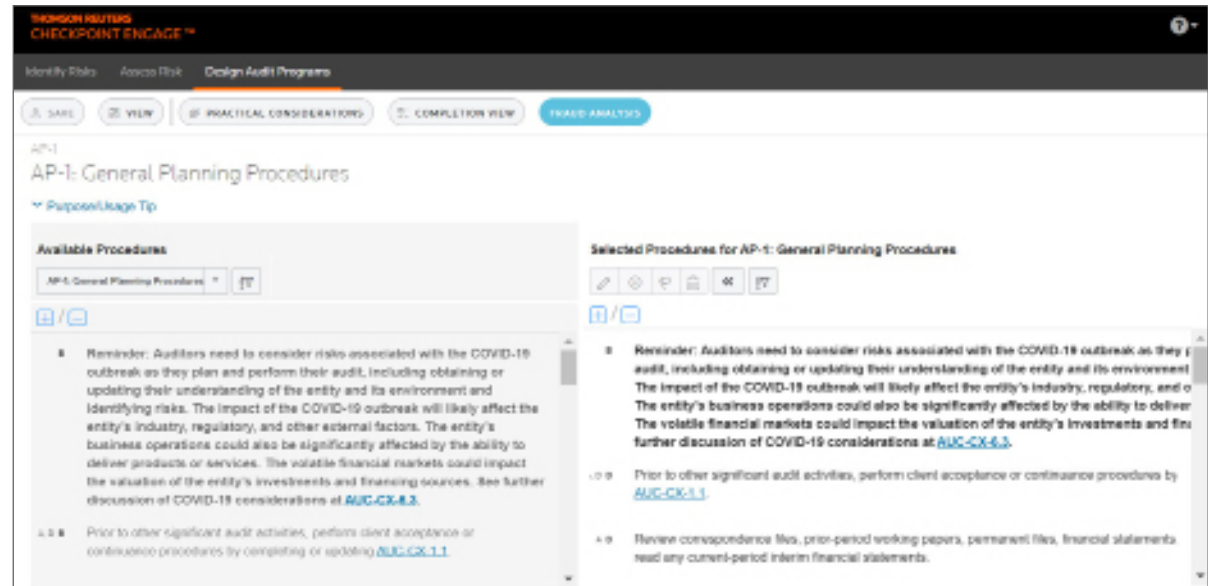 THOMSON REUTERS
CHECKPOINT ENGAGE ™
Identify Risks Assess Risk Design Audit Programs
SAVE VIEW PRACTICAL CONSIDERATIONS COMPLETION VIEW FRAUD ANALYSIS
AP-1
AP-1: General Planning Procedures
Purpose/Usage Tip
Available Procedures
AP-1: General Planning Procedures
Reminder: Auditors need to consider risks associated with the COVID-19
outbreak as they plan and perform their audit, including obtaining or
updating their understanding of the entity and its environment and
identifying risks. The impact of the COVID-19 outbreak will likely affect the
entity's industry, regulatory, and other external factors. The entity's
business operations could also be significantly affected by the ability to
deliver products or services. The volatile financial markets could impact
the valuation of the entity's investments and financing sources. See further
discussion of COVID-19 considerations at AUC-CX-6.3.
Prior to other significant audit activities, perform client acceptance or
continuance procedures by completing or updating AUC-CX-1.1
Selected Procedures for AP-1: General Planning Procedures
Reminder: Auditors need to consider risks associated with the COVID-19 outbreak as they p
audit, including obtaining or updating their understanding of the entity and its environment
The impact of the COVID-19 outbreak will likely affect the entity's industry, regulatory, and o
The entity's business operations could also be significantly affected by the ability to deliver
The volatile financial markets could impact the valuation of the entity's investments and fina
further discussion of COVID-19 considerations at AUC-CX-6.3.
Prior to other significant audit activities, perform client acceptance or continuance procedures by
AUC-CX-1.1.
Review correspondence files, prior-period working papers, permanent files, financial statements
read any current-period interim financial statements.